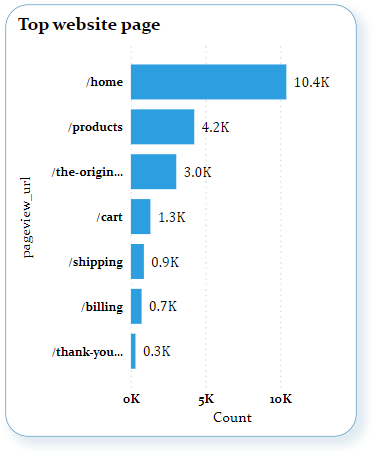 Top website page
/home 10.4K
/products 4.2K
/the-origin... 3.0K
/cart 1.3K
/shipping 0.9K
/billing 0.7K
/thank-you... 0.3K
pageview_url
0K 5K 10K
Count